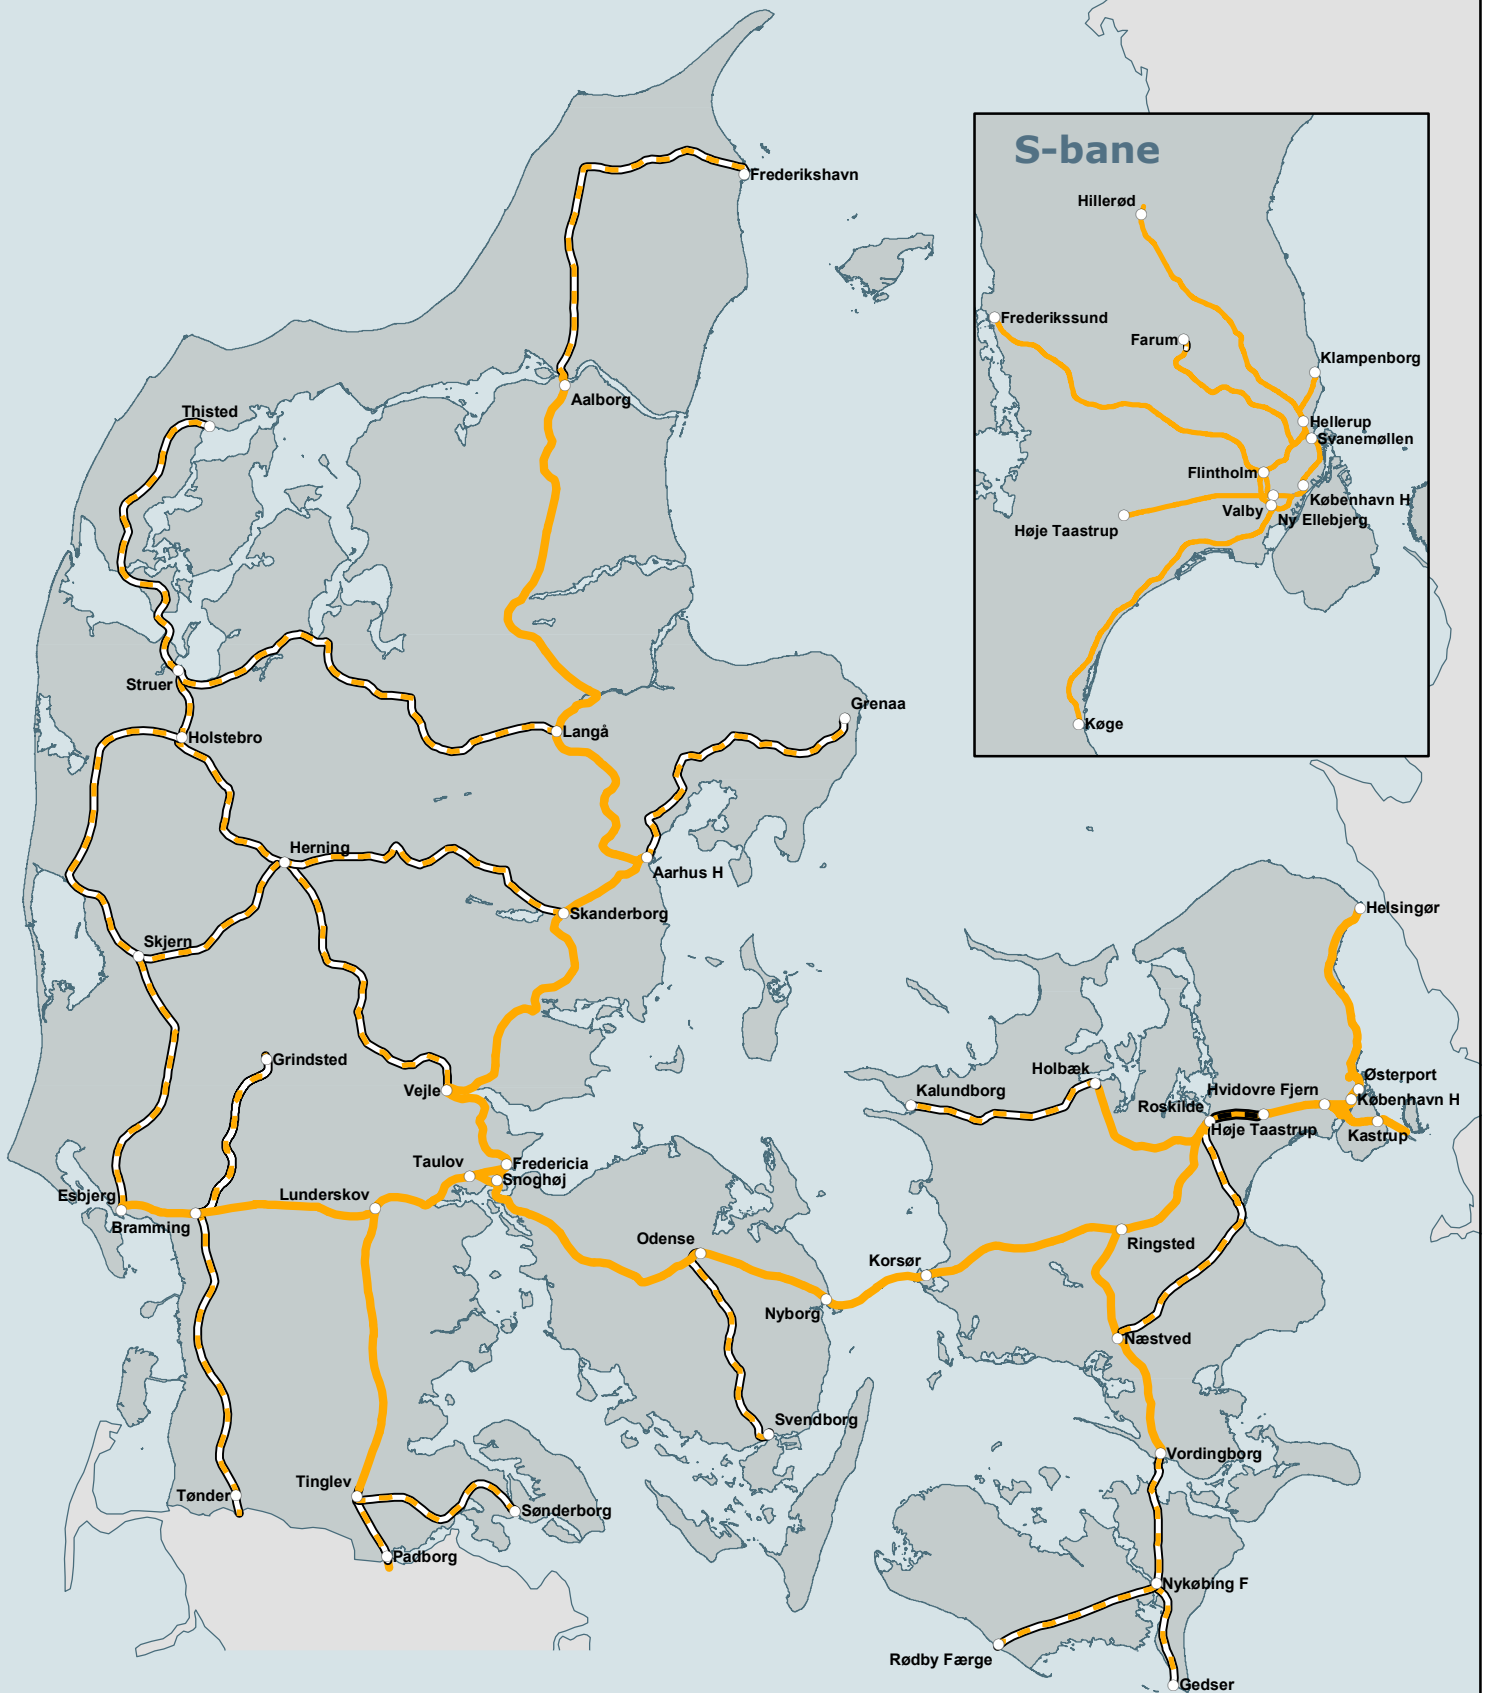 S-bane
Hillerød
Frederikssund
Farum
Klampenborg
Hellerup
Svanemøllen
Flintholm
København H
Valby
Ny Ellebjerg
Høje Taastrup
Køge
Frederikshavn
Aalborg
Thisted
Struer
Grenaa
Langå
Holstebro
Herning
Aarhus H
Skanderborg
Skjern
Helsingør
Grindsted
Vejle
Holbæk
Kalundborg
Østerport
Hvidovre Fjern
København H
Roskilde
Høje Taastrup
Kastrup
Taulov
Fredericia
Snoghøj
Esbjerg
Lunderskov
Bramming
Odense
Korsør
Ringsted
Nyborg
Næstved
Svendborg
Vordingborg
Tønder
Tinglev
Sønderborg
Padborg
Nykøbing F
Rødby Færge
Gedser